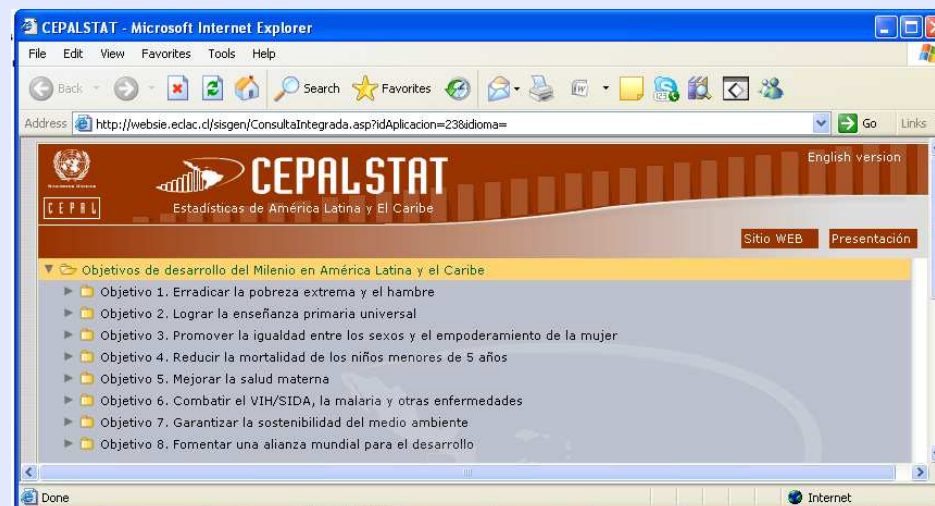 CEPALSTAT - Microsoft Internet Explorer
File Edit View Favorites Tools Help
Back Search Favorites
Address http://websie.eclac.cl/sisgen/ConsultaIntegrada.asp?idAplicacion=23&idioma= Go Links
English version
CEPALSTAT
CEPAL
Estadísticas de América Latina y El Caribe
Sitio WEB Presentación
Objetivos de desarrollo del Milenio en América Latina y el Caribe
Objetivo 1. Erradicar la pobreza extrema y el hambre
Objetivo 2. Lograr la enseñanza primaria universal
Objetivo 3. Promover la igualdad entre los sexos y el empoderamiento de la mujer
Objetivo 4. Reducir la mortalidad de los niños menores de 5 años
Objetivo 5. Mejorar la salud materna
Objetivo 6. Combatir el VIH/SIDA, la malaria y otras enfermedades
Objetivo 7. Garantizar la sostenibilidad del medio ambiente
Objetivo 8. Fomentar una alianza mundial para el desarrollo
Done Internet